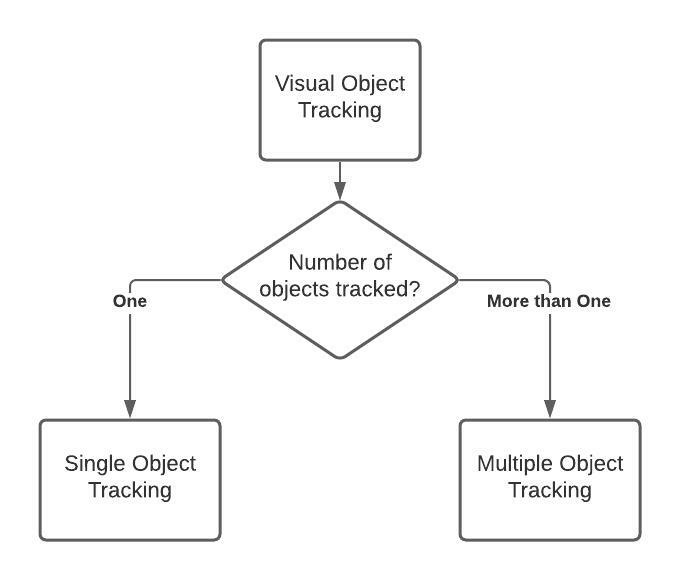 Visual Object
Tracking
Number of
objects tracked?
One
More than One
Single Object
Tracking
Multiple Object
Tracking